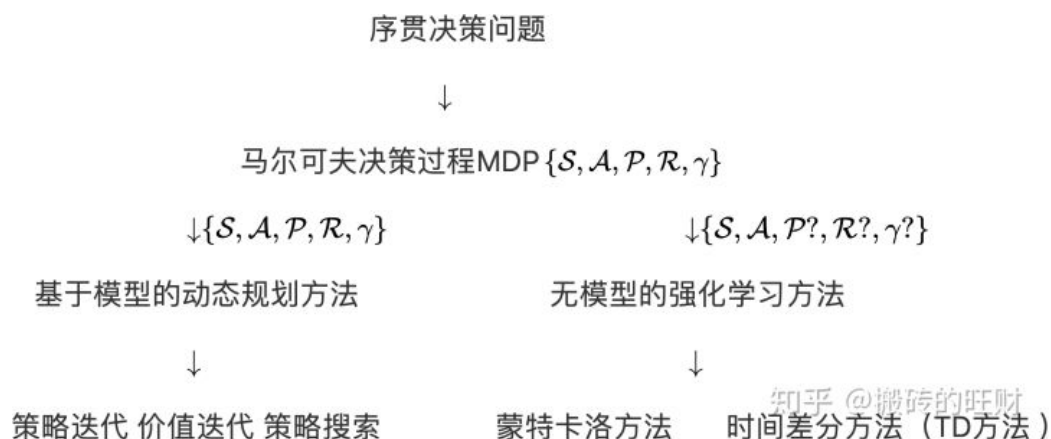 序贯决策问题
↓
马尔可夫决策过程MDP{S, A, P, R, γ}
↓{S, A, P, R, γ} ↓{S, A, P?, R?, γ?}
基于模型的动态规划方法 无模型的强化学习方法
↓ ↓
知乎 @搬砖的旺财
策略迭代 价值迭代 策略搜索 蒙特卡洛方法 时间差分方法（TD方法 ）